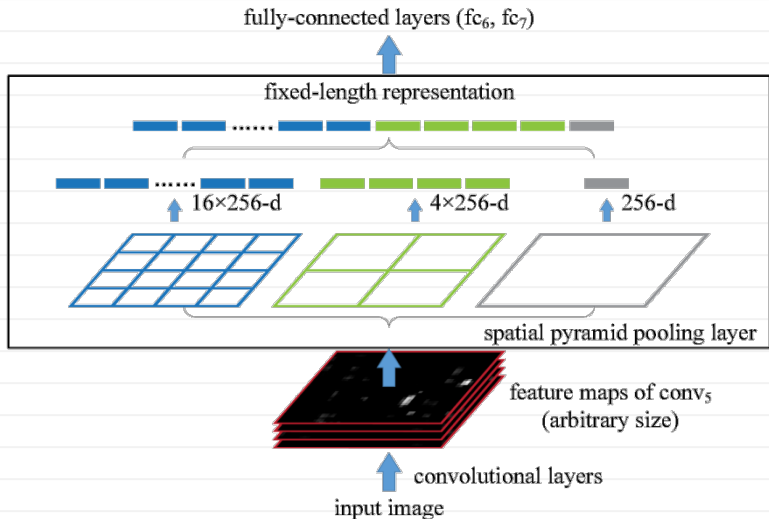 fully-connected layers (fc₆, fc₇)
fixed-length representation
......
......
16×256-d
4×256-d
256-d
spatial pyramid pooling layer
feature maps of conv₅
(arbitrary size)
convolutional layers
input image